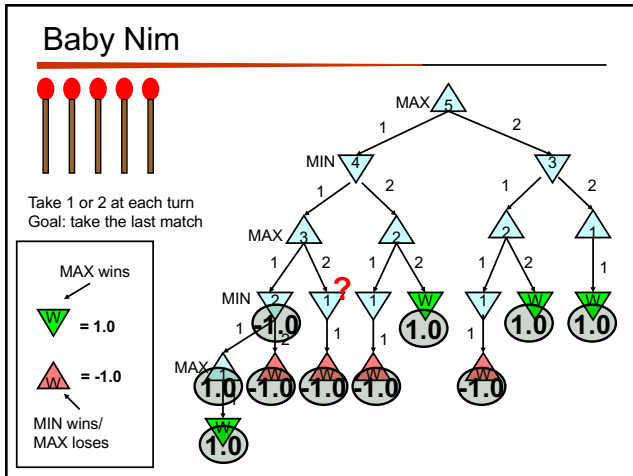 Baby Nim
Take 1 or 2 at each turn
Goal: take the last match
MAX wins
W = 1.0
W = -1.0
MIN wins/
MAX loses
MAX 5
1 2
MIN 4 3
1 2 1 2
MAX 3 2 2 1
1 2 1 2 1 2 1
MIN 2 1 ? 1 W 1 W W
-1.0 1.0 1.0 1.0
1 2 1 1 1
MAX 1 W W W W
1.0 -1.0 -1.0 -1.0 -1.0
1
W
1.0